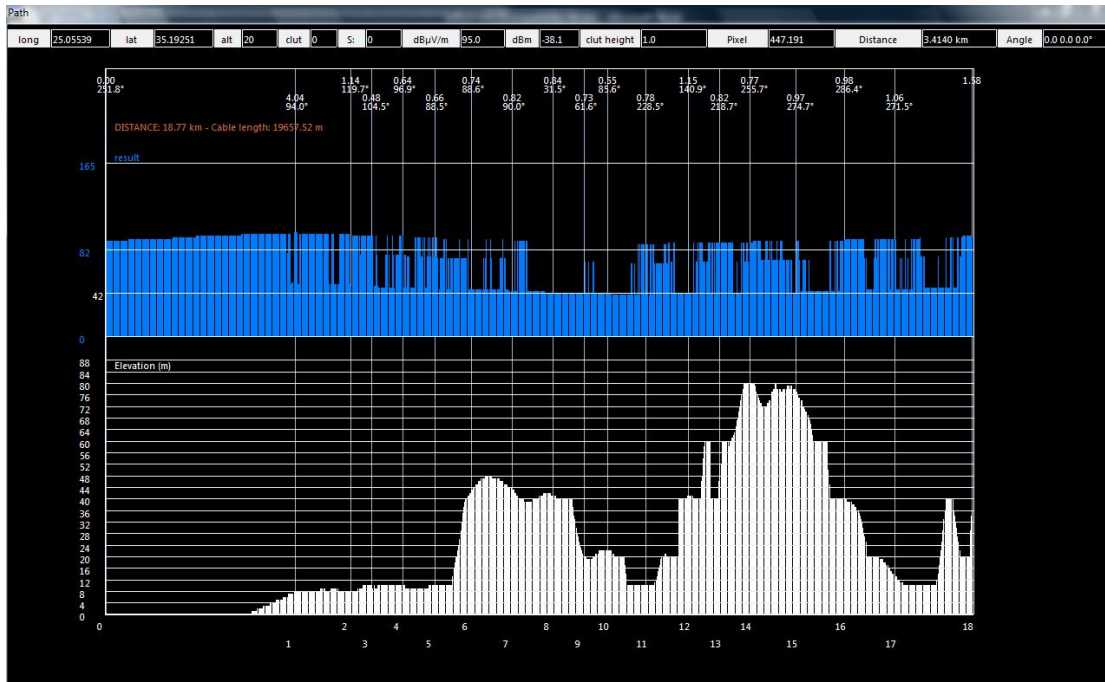 Path
long 25.05539 lat 35.19251 alt 20 clut 0 S: 0 dBµV/m 95.0 dBm -38.1 clut height 1.0 Pixel 447.191 Distance 3.4140 km Angle 0.0 0.0 0.0°
0.00 1.14 0.64 0.74 0.84 0.55 1.15 0.77 0.98 1.58
251.8° 119.7° 96.9° 88.6° 31.5° 85.6° 140.9° 255.7° 286.4°
4.04 0.48 0.66 0.82 0.73 0.78 0.82 0.97 1.06
94.0° 104.5° 88.5° 90.0° 61.6° 228.5° 218.7° 274.7° 271.5°
DISTANCE: 18.77 km - Cable length: 19657.52 m
result
165
82
42
0
Elevation (m)
88
84
80
76
72
68
64
60
56
52
48
44
40
36
32
28
24
20
16
12
8
4
0
0 2 4 6 8 10 12 14 16 18
1 3 5 7 9 11 13 15 17